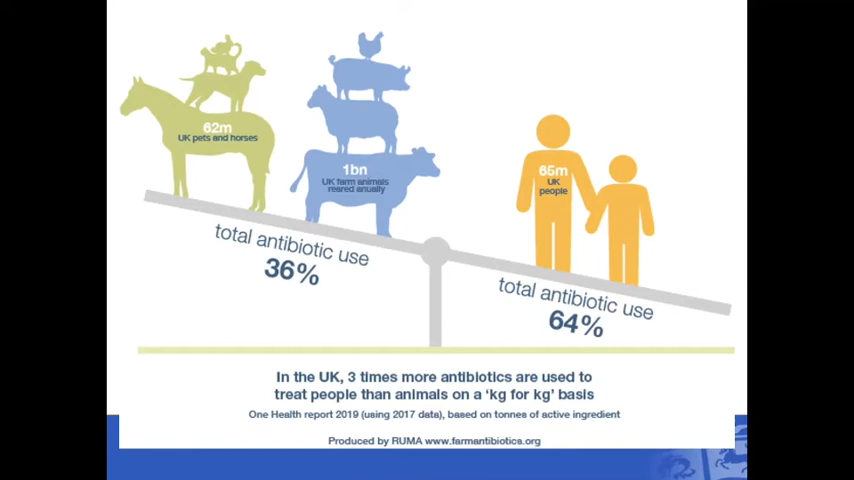 62m
UK pets and horses
1bn
UK farm animals
reared anually
65m
UK
people
total antibiotic use
36%
total antibiotic use
64%
In the UK, 3 times more antibiotics are used to
treat people than animals on a ‘kg for kg’ basis
One Health report 2019 (using 2017 data), based on tonnes of active ingredient
Produced by RUMA www.farmantibiotics.org